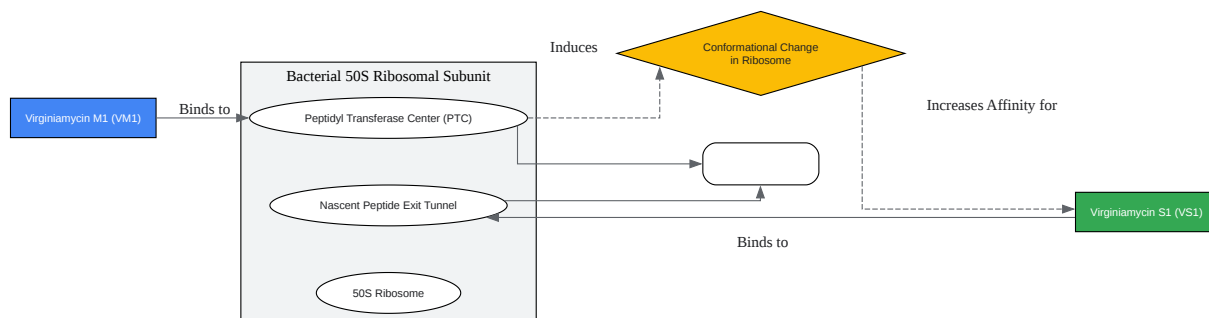 Induces
Conformational Change
in Ribosome
Bacterial 50S Ribosomal Subunit
Increases Affinity for
Virginiamycin M1 (VM1)
Binds to
Peptidyl Transferase Center (PTC)
Nascent Peptide Exit Tunnel
Virginiamycin S1 (VS1)
Binds to
50S Ribosome